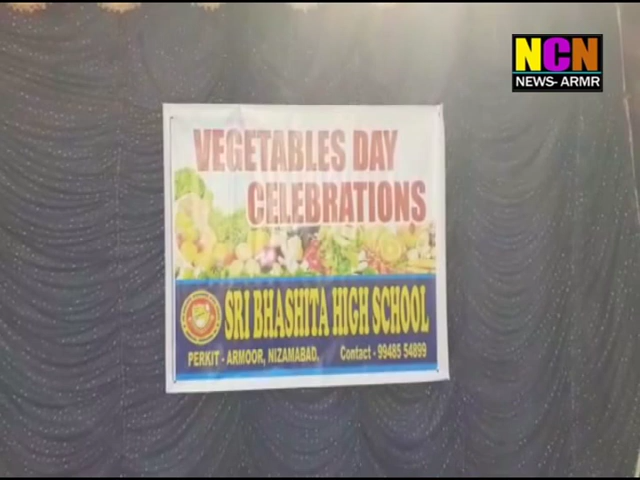 NCN
NEWS- ARMR
VEGETABLES DAY
CELEBRATIONS
SRI BHASHITA HIGH SCHOOL
PERKIT - ARMOOR, NIZAMABAD. Contact - 99485 54899